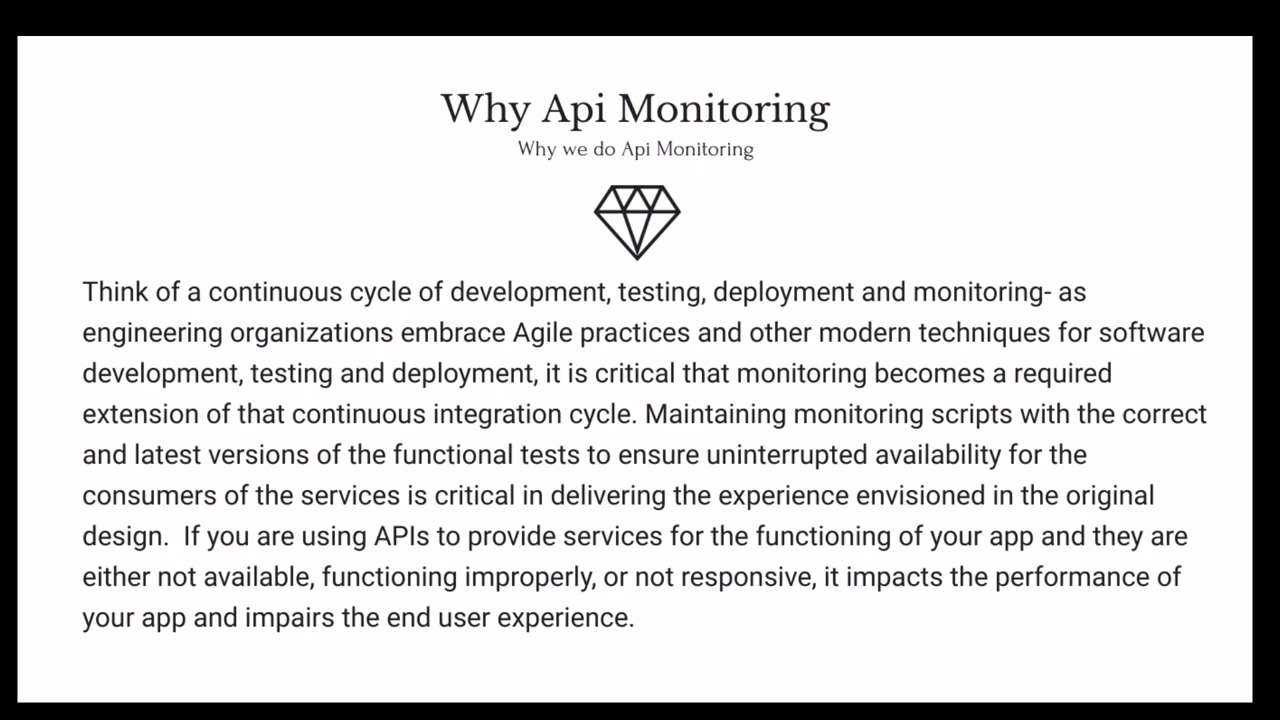 Why Api Monitoring
Why we do Api Monitoring
Think of a continuous cycle of development, testing, deployment and monitoring- as
engineering organizations embrace Agile practices and other modern techniques for software
development, testing and deployment, it is critical that monitoring becomes a required
extension of that continuous integration cycle. Maintaining monitoring scripts with the correct
and latest versions of the functional tests to ensure uninterrupted availability for the
consumers of the services is critical in delivering the experience envisioned in the original
design.  If you are using APIs to provide services for the functioning of your app and they are
either not available, functioning improperly, or not responsive, it impacts the performance of
your app and impairs the end user experience.